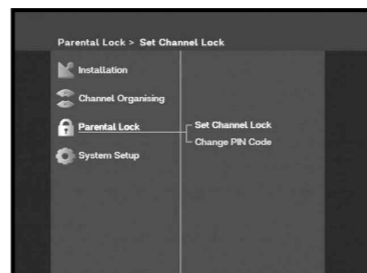 Parental Lock > Set Channel Lock
Installation
Channel Organising
Parental Lock
Set Channel Lock
Change PIN Code
System Setup